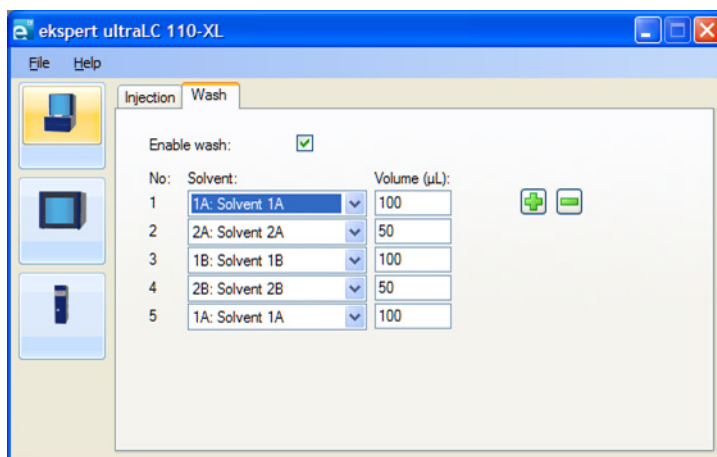 ekspert ultraLC 110-XL
File Help
Injection Wash
Enable wash:
No: Solvent: Volume (µL):
1 1A: Solvent 1A 100
2 2A: Solvent 2A 50
3 1B: Solvent 1B 100
4 2B: Solvent 2B 50
5 1A: Solvent 1A 100